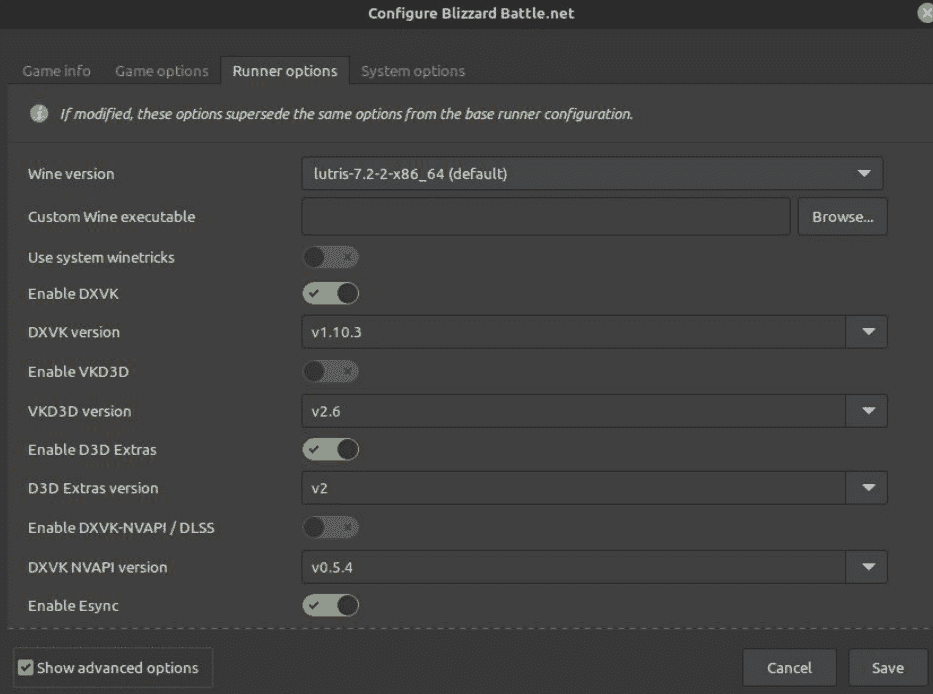 Configure Blizzard Battle.net
Game info Game options Runner options System options
If modified, these options supersede the same options from the base runner configuration.
Wine version lutris-7.2-2-x86_64 (default)
Custom Wine executable Browse...
Use system winetricks
Enable DXVK
DXVK version v1.10.3
Enable VKD3D
VKD3D version v2.6
Enable D3D Extras
D3D Extras version v2
Enable DXVK-NVAPI / DLSS
DXVK NVAPI version v0.5.4
Enable Esync
Show advanced options Cancel Save